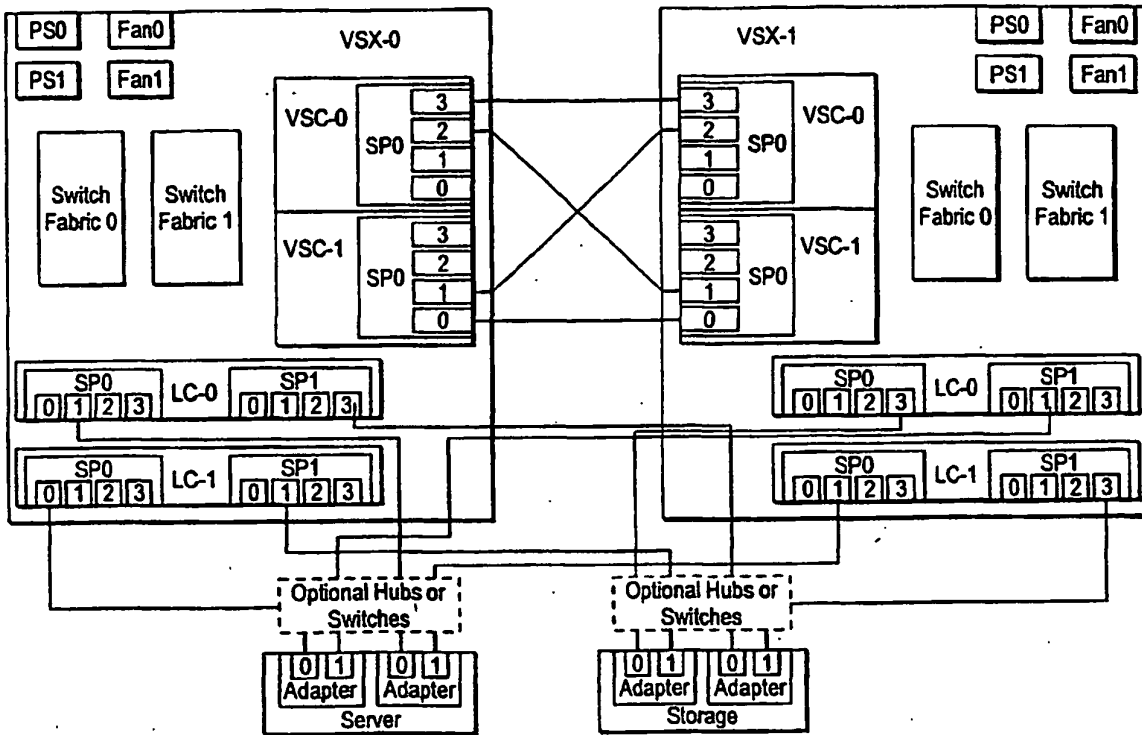 PS0 Fan0 VSX-0
PS1 Fan1
VSC-0 SP0 3
2
1
0
VSC-1 SP0 3
2
1
0
Switch
Fabric 0
Switch
Fabric 1
SP0 LC-0 SP1
0 1 2 3 0 1 2 3
SP0 LC-1 SP1
0 1 2 3 0 1 2 3
VSX-1 PS0 Fan0
PS1 Fan1
3 SP0 VSC-0
2
1
0
3 SP0 VSC-1
2
1
0
Switch
Fabric 0
Switch
Fabric 1
SP0 LC-0 SP1
0 1 2 3 0 1 2 3
SP0 LC-1 SP1
0 1 2 3 0 1 2 3
Optional Hubs or
Switches
0 1 0 1
Adapter Adapter
Server
Optional Hubs or
Switches
0 1 0 1
Adapter Adapter
Storage